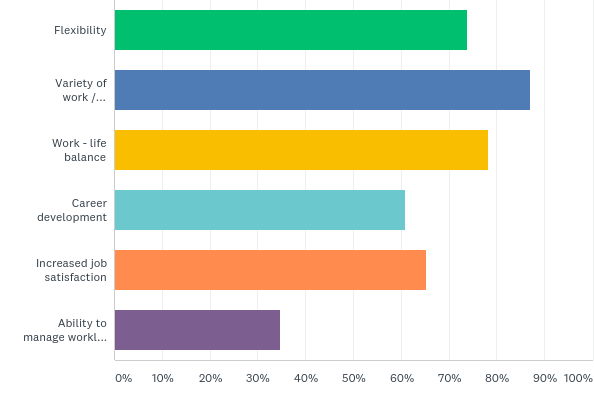 Flexibility
Variety of
work /...
Work - life
balance
Career
development
Increased job
satisfaction
Ability to
manage workl...
0% 10% 20% 30% 40% 50% 60% 70% 80% 90% 100%